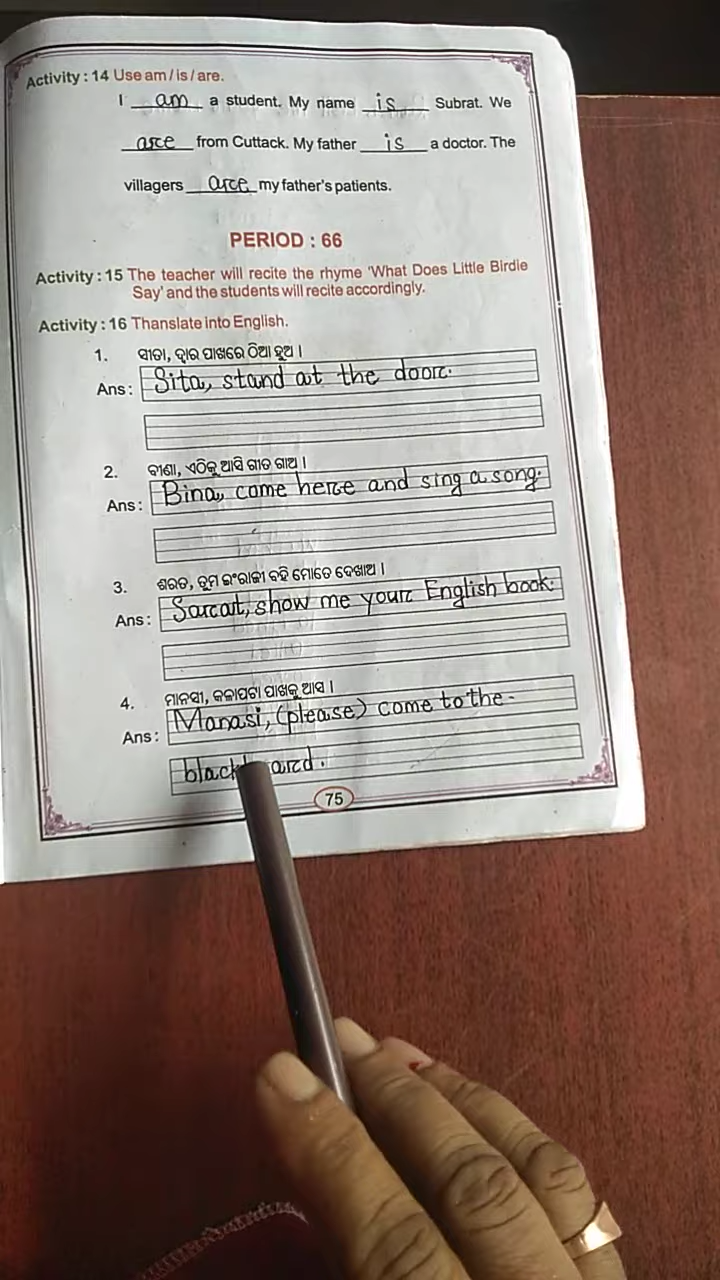 Activity : 14 Use am / is / are.
I am a student. My name is Subrat. We
are from Cuttack. My father is a doctor. The
villagers are my father's patients.
PERIOD : 66
Activity : 15 The teacher will recite the rhyme 'What Does Little Birdie
Say' and the students will recite accordingly.
Activity : 16 Thanslate into English.
1. ସୀତା, ଦ୍ୱାର ପାଖରେ ଠିଆ ହୁଅ ।
Ans : Sita, stand at the door.
2. ବୀଣା, ଏଠିକୁ ଆସି ଗୀତ ଗାଅ ।
Ans : Bina, come here and sing a song.
3. ଶରତ, ତୁମ ଇଂରାଜୀ ବହି ମୋତେ ଦେଖାଅ ।
Ans : Sarat, show me your English book.
4. ମାନସୀ, କଳାପଟା ପାଖକୁ ଆସ ।
Ans : Manasi, (please) come to the -
75